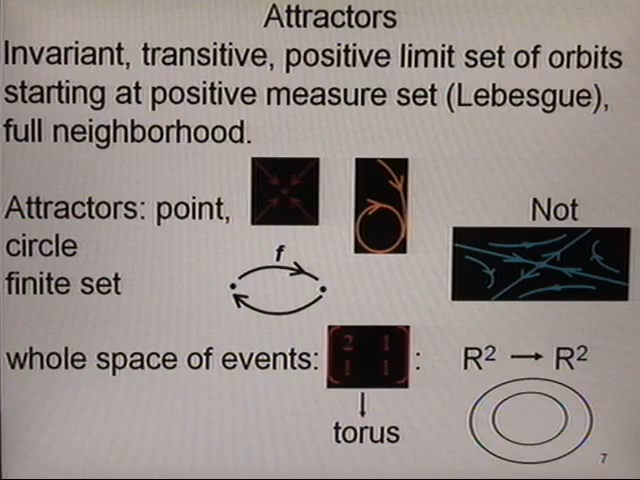 Attractors
Invariant, transitive, positive limit set of orbits
starting at positive measure set (Lebesgue),
full neighborhood.
Attractors: point,
Not
circle
f
finite set
whole space of events: (2 1 : R² → R²
1 1)
torus
7